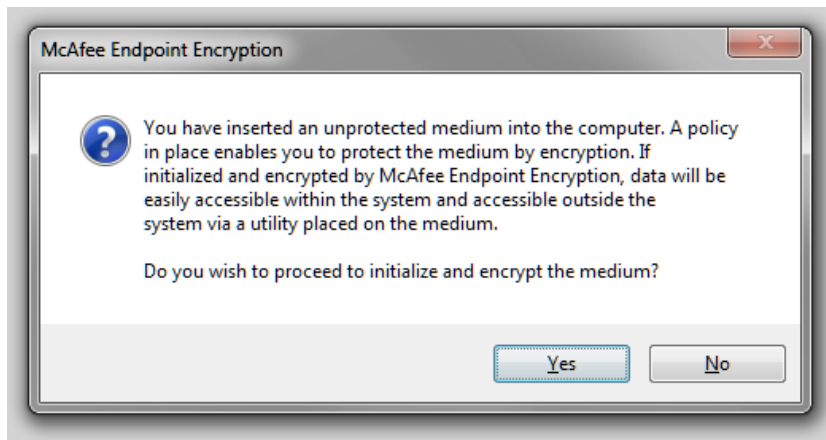 McAfee Endpoint Encryption
You have inserted an unprotected medium into the computer. A policy
in place enables you to protect the medium by encryption. If
initialized and encrypted by McAfee Endpoint Encryption, data will be
easily accessible within the system and accessible outside the
system via a utility placed on the medium.
Do you wish to proceed to initialize and encrypt the medium?
Yes
No